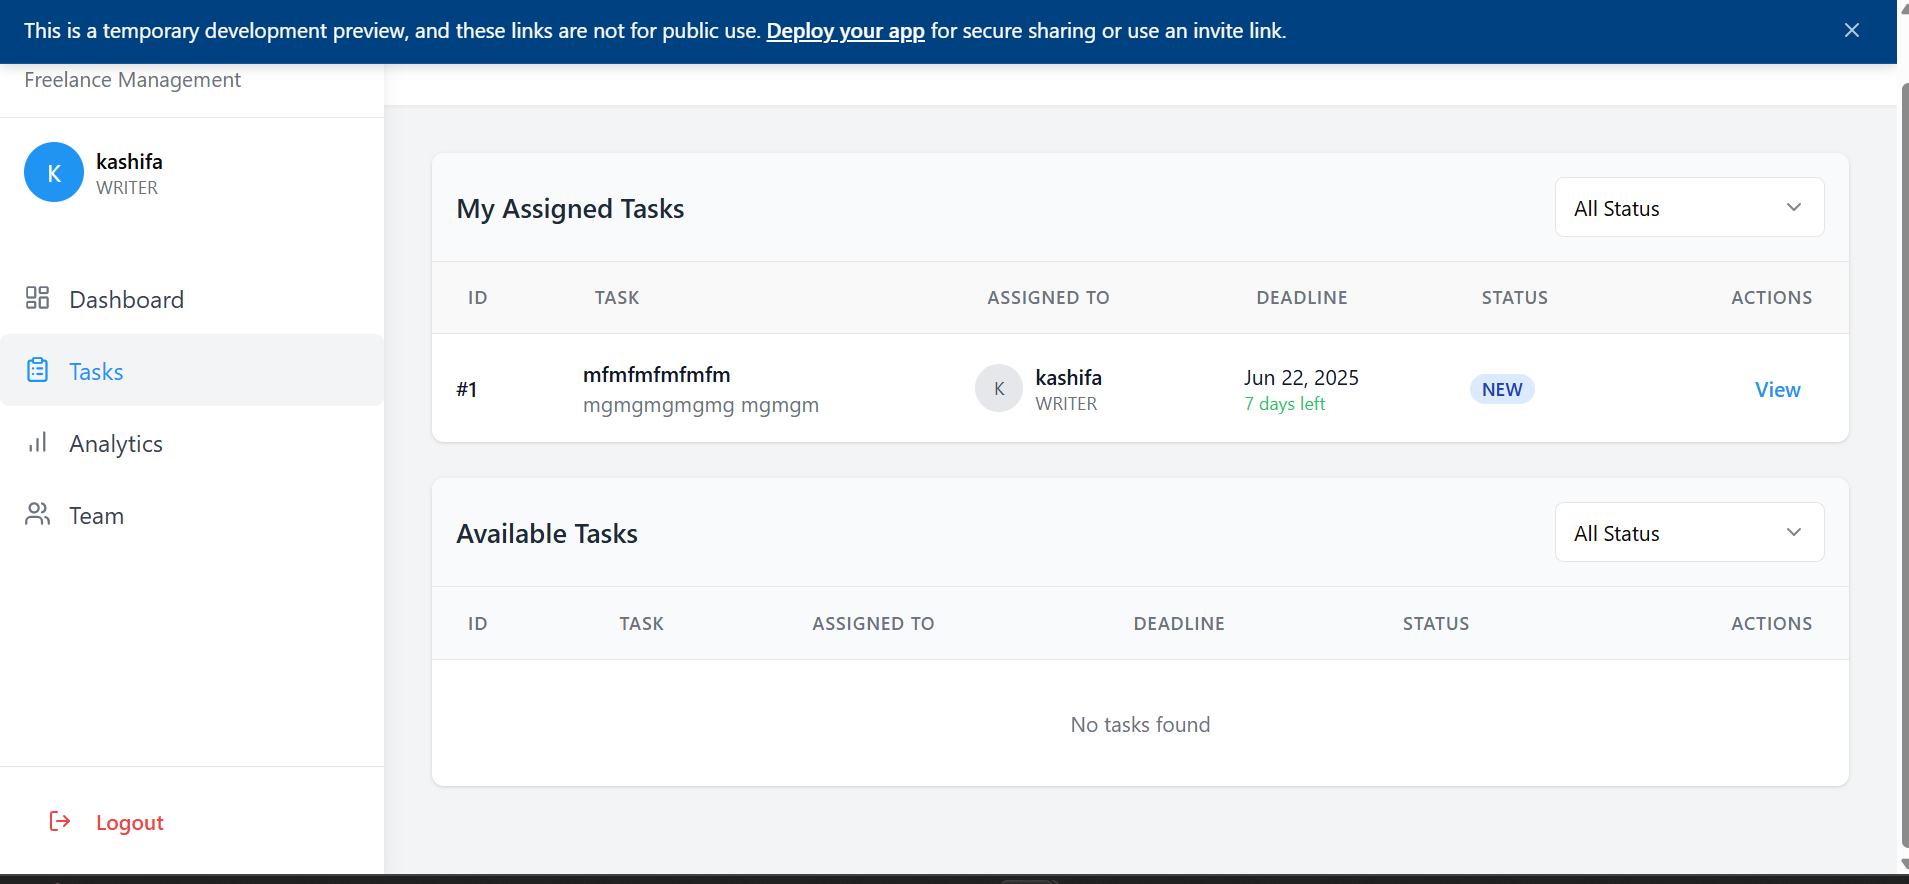 This is a temporary development preview, and these links are not for public use. Deploy your app for secure sharing or use an invite link.
Freelance Management
K
kashifa
WRITER
Dashboard
Tasks
Analytics
Team
Logout
My Assigned Tasks
All Status
ID TASK ASSIGNED TO DEADLINE STATUS ACTIONS
#1
mfmfmfmfmfm
mgmgmgmgmg mgmgm
K
kashifa
WRITER
Jun 22, 2025
7 days left
NEW
View
Available Tasks
All Status
ID TASK ASSIGNED TO DEADLINE STATUS ACTIONS
No tasks found